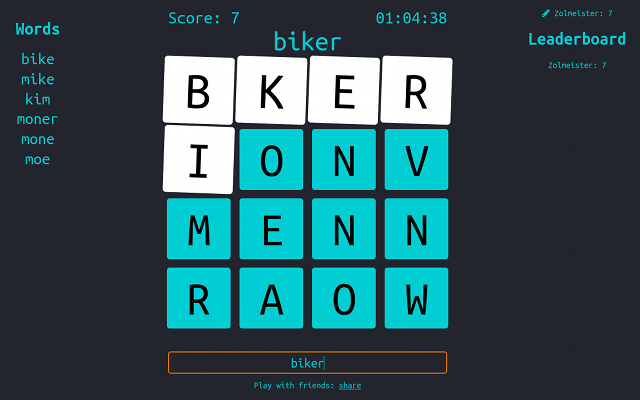 Words
bike
mike
kim
moner
mone
moe
Score: 7 01:04:38
biker
B K E R
I O N V
M E N N
R A O W
biker
Play with friends: share
Zolmeister: 7
Leaderboard
Zolmeister: 7